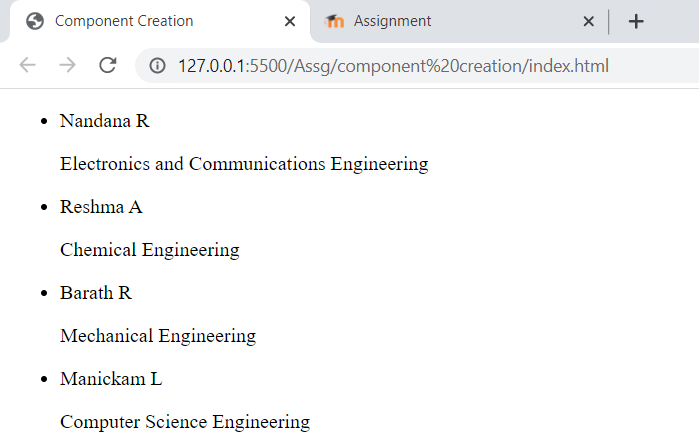 Component Creation
Assignment
127.0.0.1:5500/Assg/component%20creation/index.html
Nandana R
Electronics and Communications Engineering
Reshma A
Chemical Engineering
Barath R
Mechanical Engineering
Manickam L
Computer Science Engineering